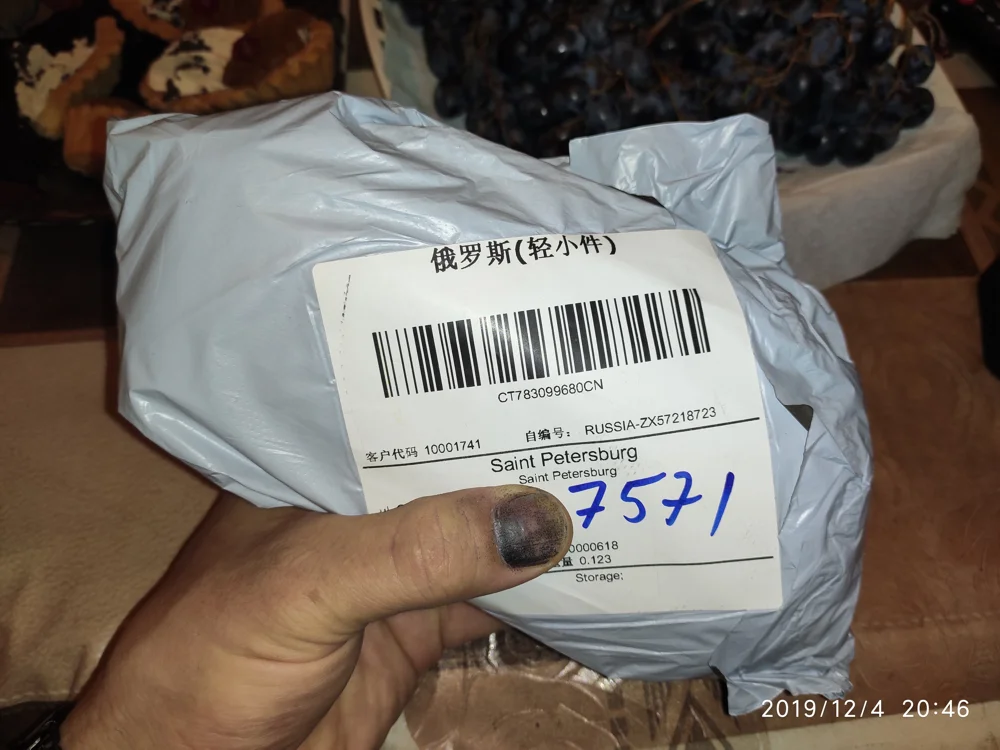 俄罗斯(轻小件)
CT783099680CN
客户代码 10001741 自编号: RUSSIA-ZX57218723
Saint Petersburg
Saint Petersburg
7571
0000618
量 0.123
Storage:
2019/12/4 20:46